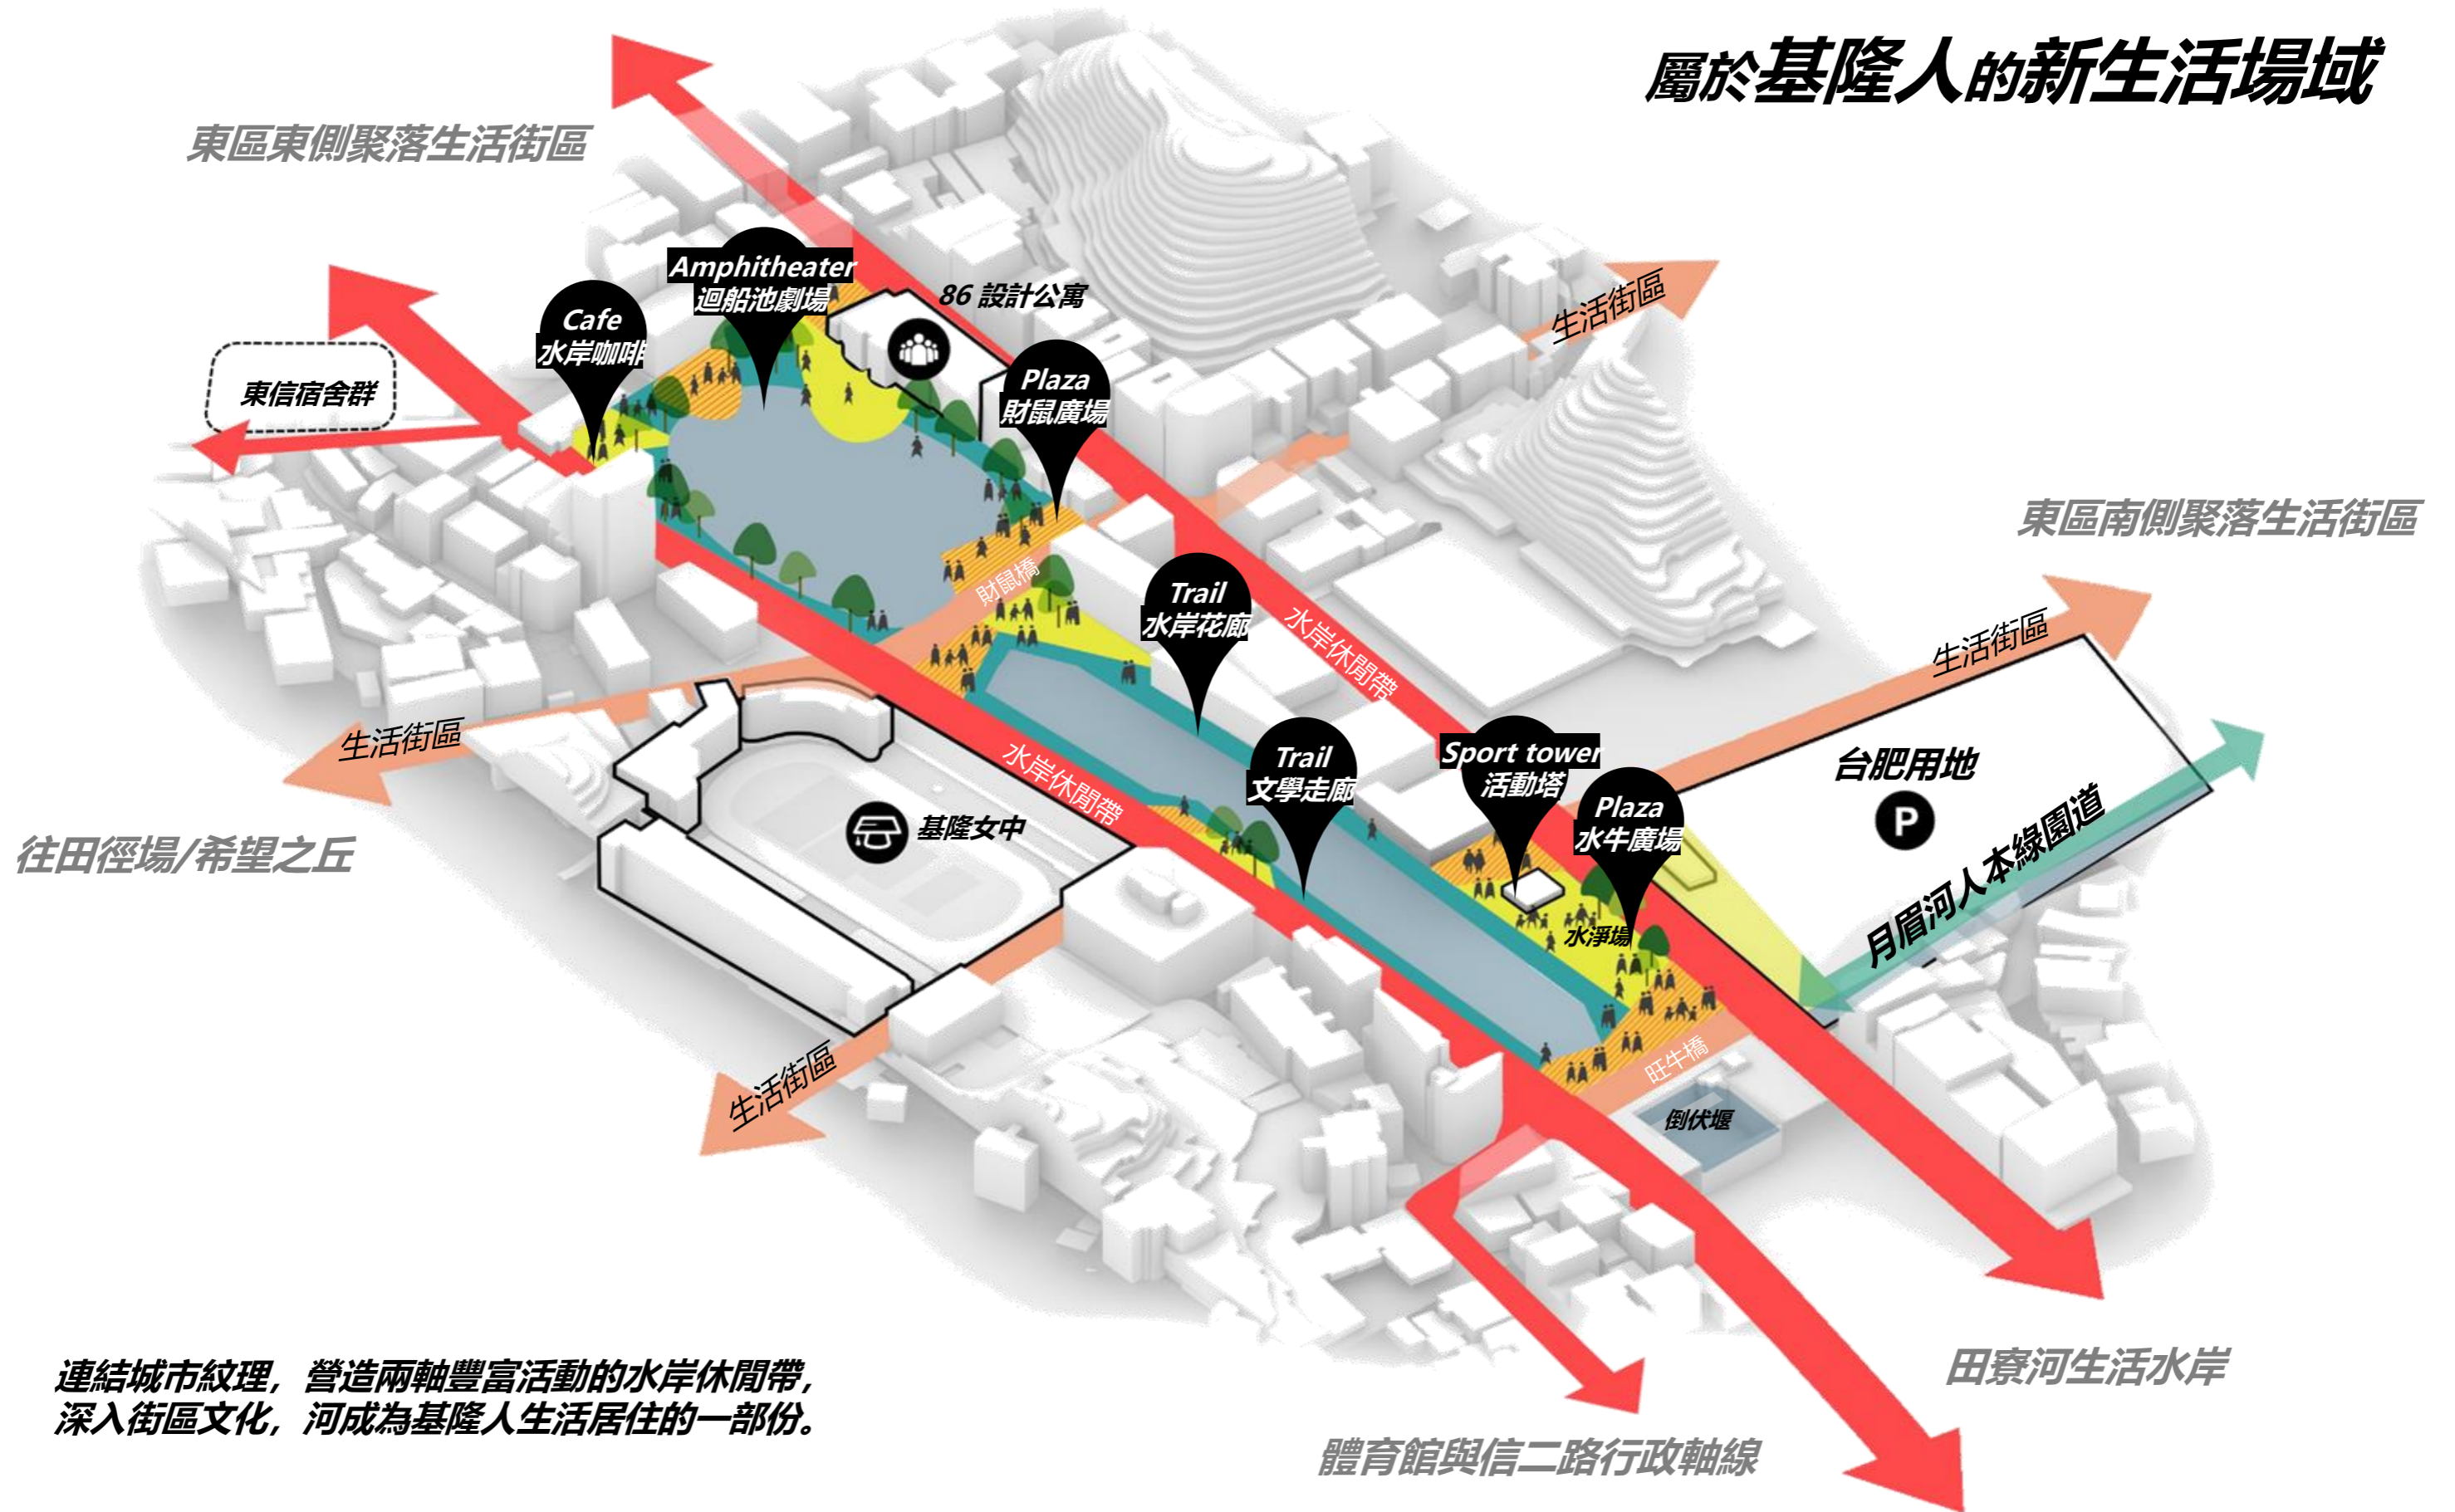 屬於基隆人的新生活場域
東區東側聚落生活街區
Amphitheater
迴船池劇場
86 設計公寓
生活街區
Cafe
水岸咖啡
Plaza
財鼠廣場
東信宿舍群
東區南側聚落生活街區
財鼠橋
Trail
水岸花廊
水岸休閒帶
生活街區
生活街區
水岸休閒帶
Trail
文學走廊
Sport tower
活動塔
Plaza
水牛廣場
台肥用地
P
基隆女中
往田徑場/希望之丘
月眉河人本綠園道
水淨場
旺牛橋
生活街區
倒伏堰
連結城市紋理，營造兩軸豐富活動的水岸休閒帶，
深入街區文化，河成為基隆人生活居住的一部份。
田寮河生活水岸
體育館與信二路行政軸線